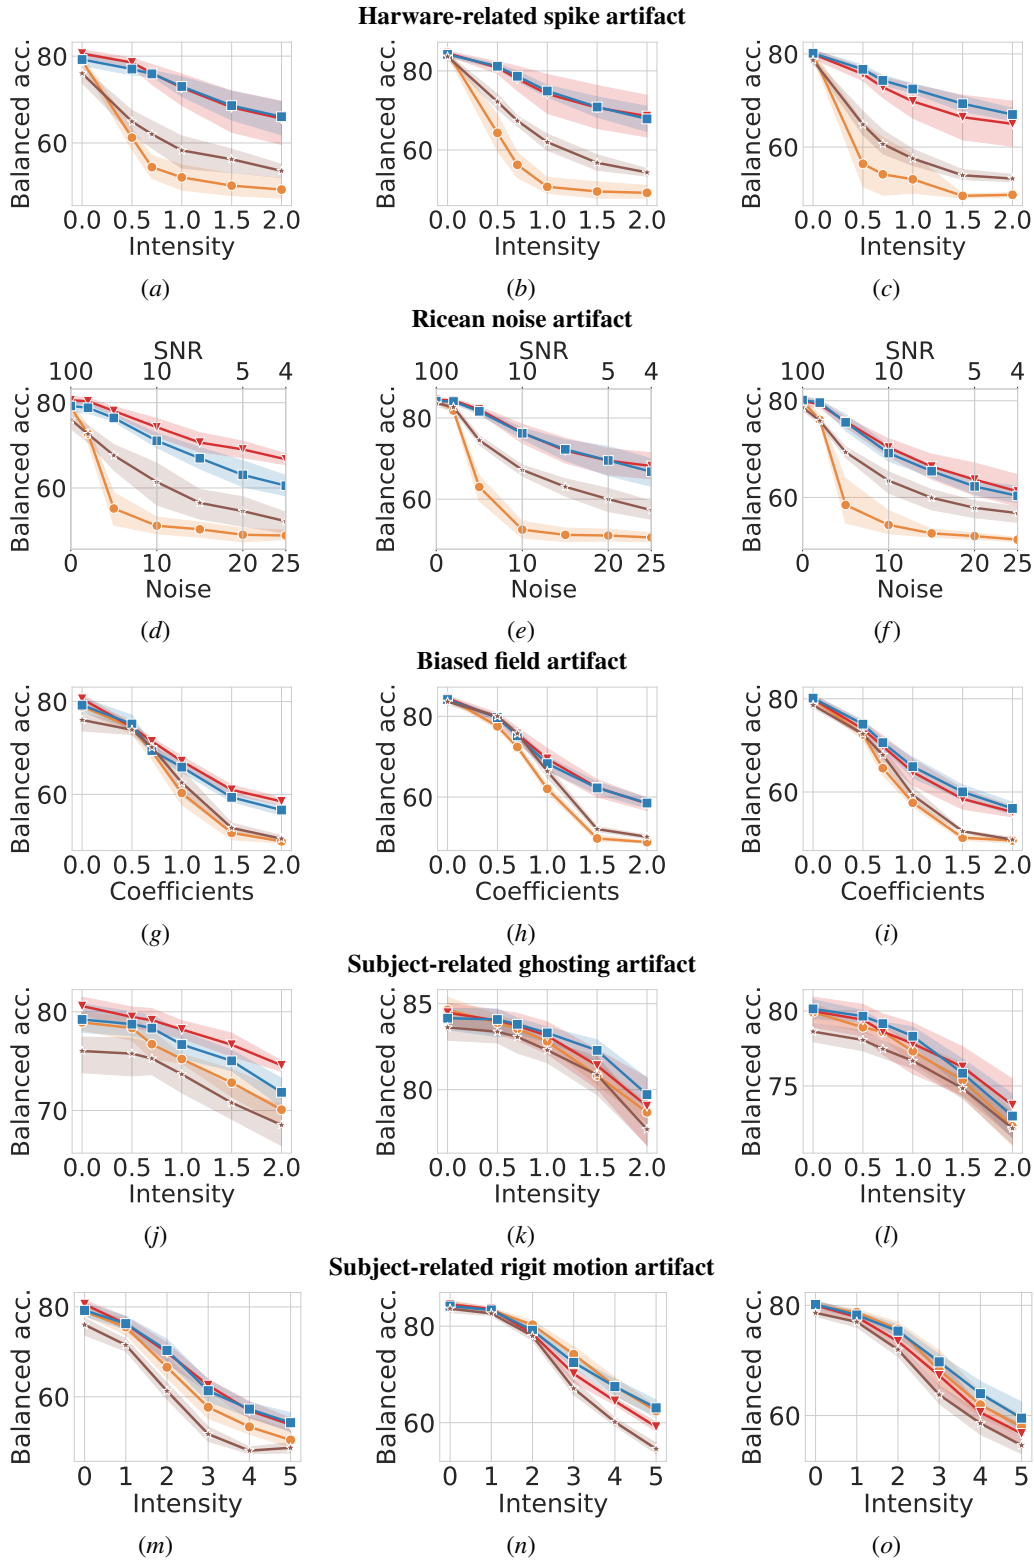 Harware-related spike artifact
Balanced acc.
80
60
0.0 0.5 1.0 1.5 2.0
Intensity
(a)
Balanced acc.
80
60
0.0 0.5 1.0 1.5 2.0
Intensity
(b)
Balanced acc.
80
60
0.0 0.5 1.0 1.5 2.0
Intensity
(c)
Ricean noise artifact
SNR
100 10 5 4
Balanced acc.
80
60
0 10 20 25
Noise
(d)
SNR
100 10 5 4
Balanced acc.
80
60
0 10 20 25
Noise
(e)
SNR
100 10 5 4
Balanced acc.
80
60
0 10 20 25
Noise
(f)
Biased field artifact
Balanced acc.
80
60
0.0 0.5 1.0 1.5 2.0
Coefficients
(g)
Balanced acc.
80
60
0.0 0.5 1.0 1.5 2.0
Coefficients
(h)
Balanced acc.
80
60
0.0 0.5 1.0 1.5 2.0
Coefficients
(i)
Subject-related ghosting artifact
Balanced acc.
80
70
0.0 0.5 1.0 1.5 2.0
Intensity
(j)
Balanced acc.
85
80
0.0 0.5 1.0 1.5 2.0
Intensity
(k)
Balanced acc.
80
75
0.0 0.5 1.0 1.5 2.0
Intensity
(l)
Subject-related rigit motion artifact
Balanced acc.
80
60
0 1 2 3 4 5
Intensity
(m)
Balanced acc.
80
60
0 1 2 3 4 5
Intensity
(n)
Balanced acc.
80
60
0 1 2 3 4 5
Intensity
(o)